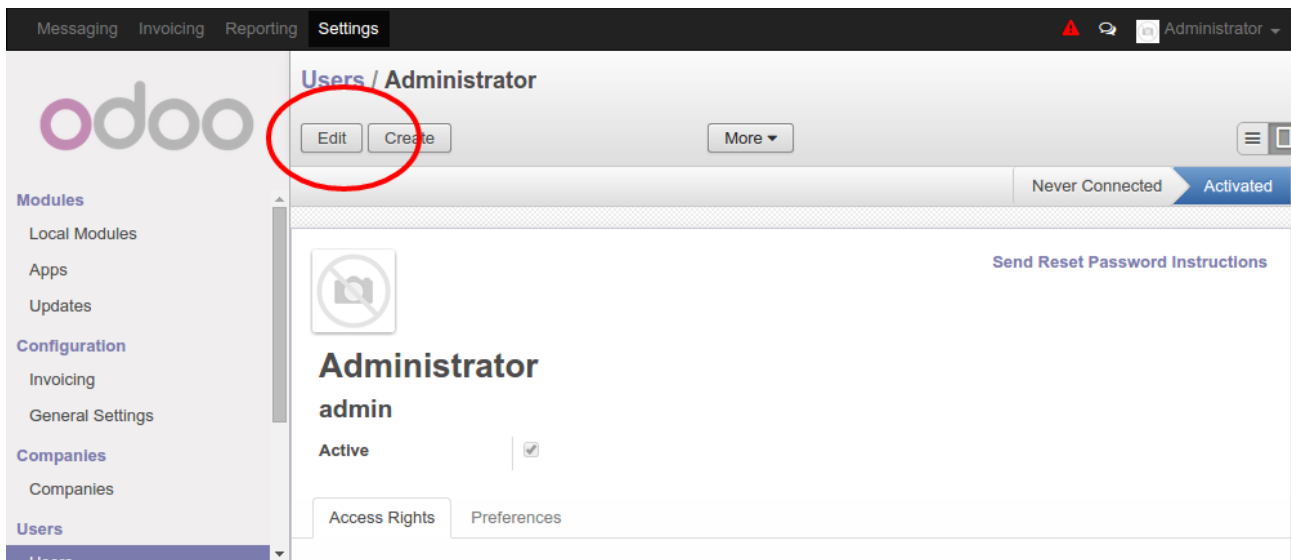 Messaging Invoicing Reporting Settings Administrator
odoo
Users / Administrator
Edit Create More
Never Connected Activated
Modules
Local Modules
Apps
Updates
Configuration
Invoicing
General Settings
Companies
Companies
Users
Users
Send Reset Password Instructions
Administrator
admin
Active
Access Rights Preferences